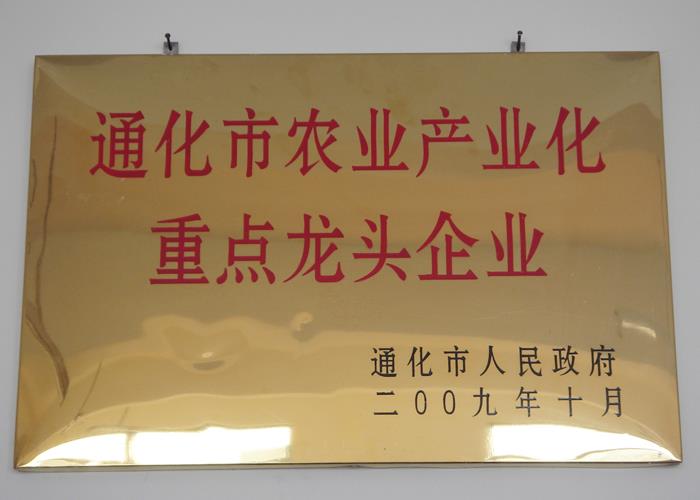 通化市农业产业化
重点龙头企业
通化市人民政府
二００九年十月